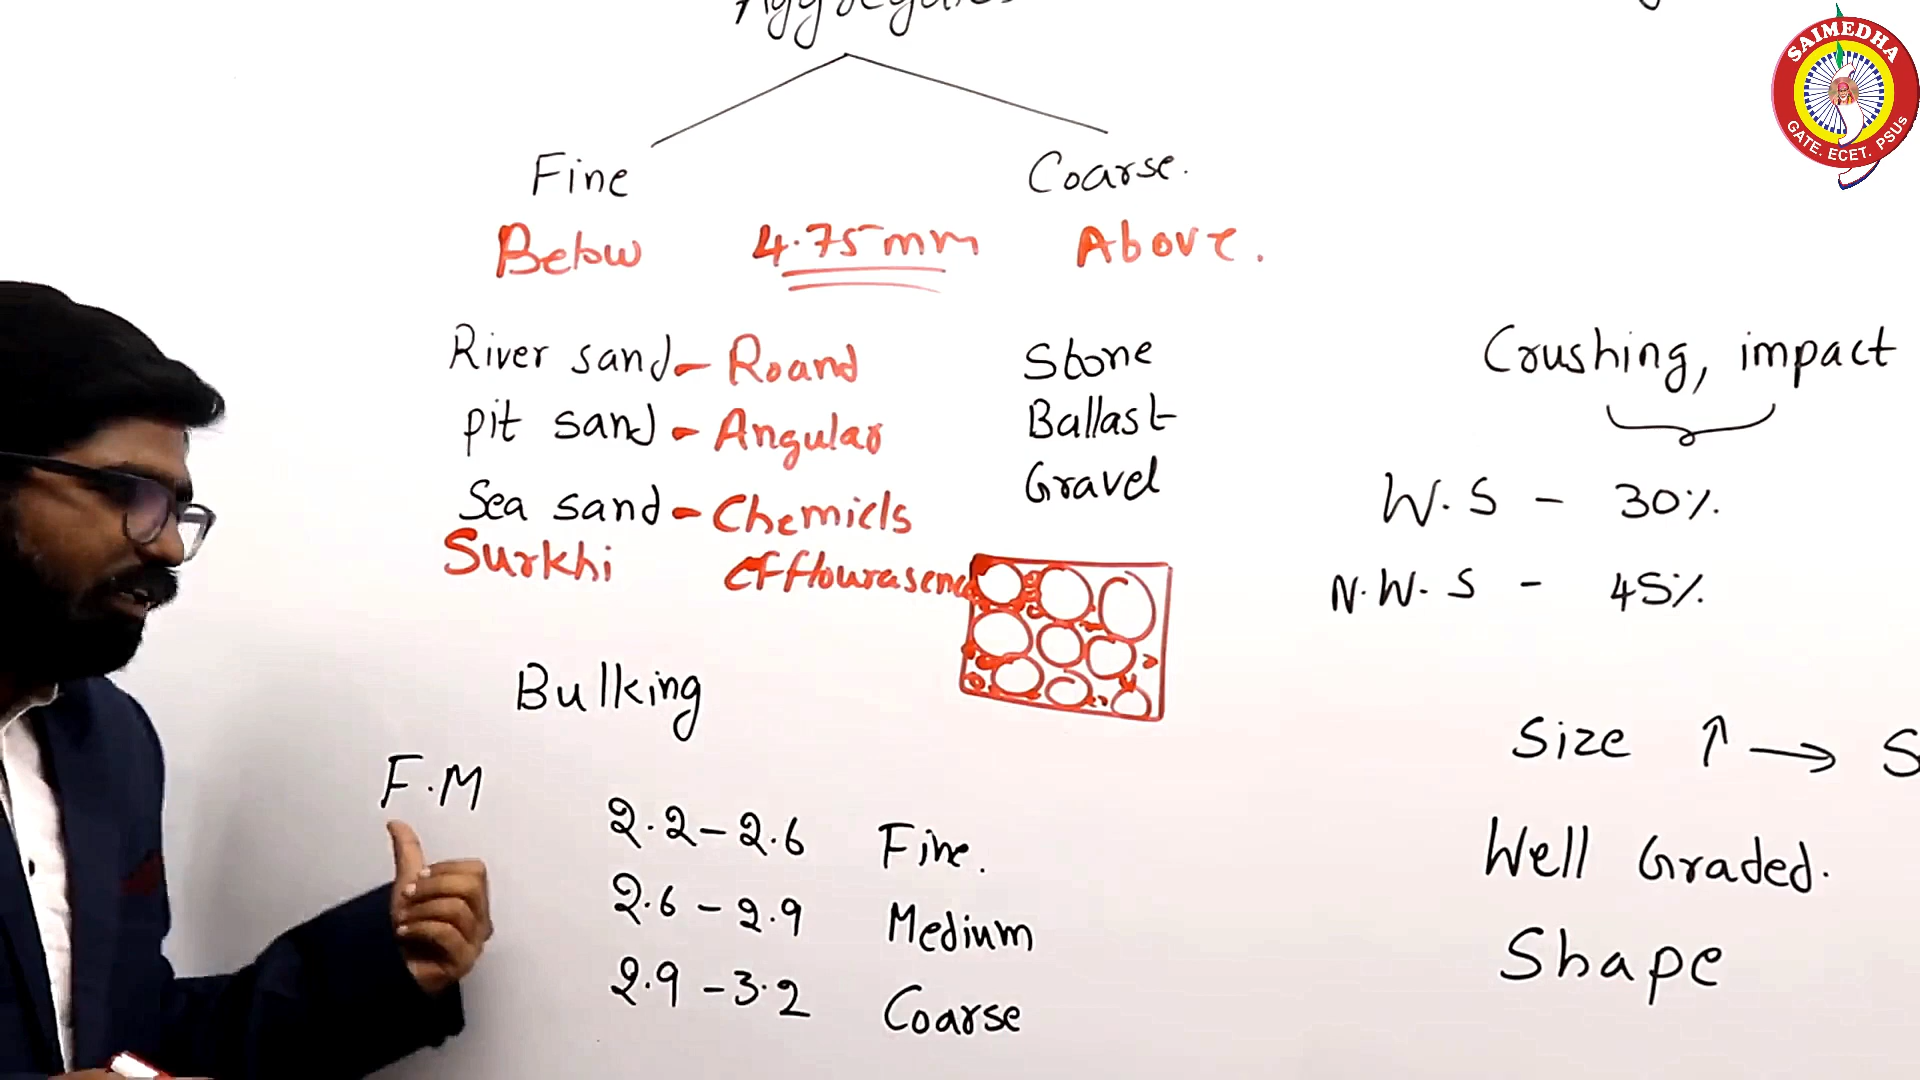 Aggregates
Fine
Coarse.
Below 4.75mm Above.
River sand - Roand
Pit sand - Angular
Sea sand - Chemicls
Surkhi Efflourasence
Stone
Ballast
Gravel
Bulking
F.M
2.2-2.6 Fine.
2.6-2.9 Medium
2.9-3.2 Coarse
Crushing, impact
W.S - 30%.
N.W.S - 45%.
Size ↑ → S
Well Graded.
Shape
SAIMEDHA
GATE. ECET. PSUs